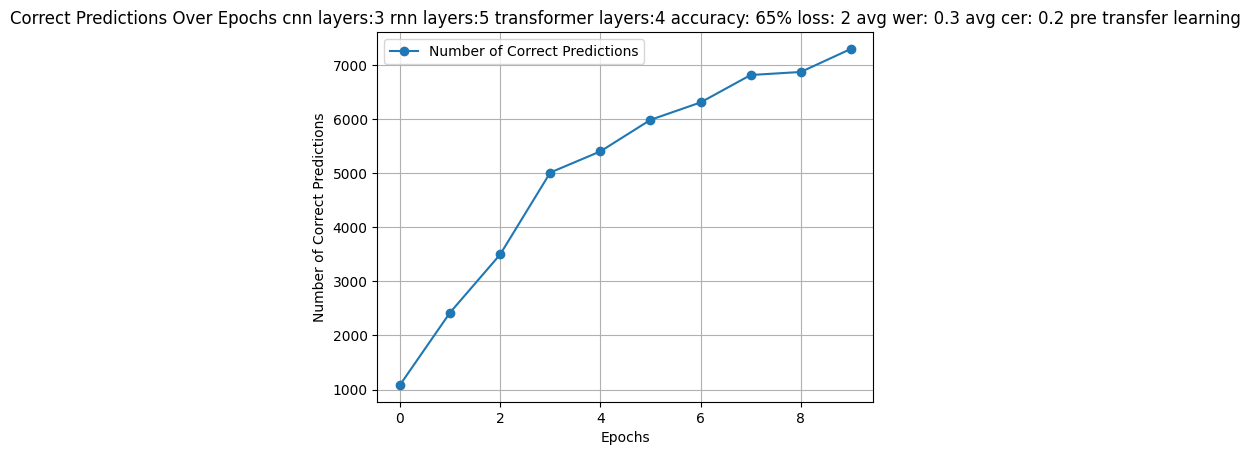 Correct Predictions Over Epochs cnn layers:3 rnn layers:5 transformer layers:4 accuracy: 65% loss: 2 avg wer: 0.3 avg cer: 0.2 pre transfer learning
Number of Correct Predictions
7000
6000
5000
4000
3000
2000
1000
Number of Correct Predictions
0 2 4 6 8
Epochs